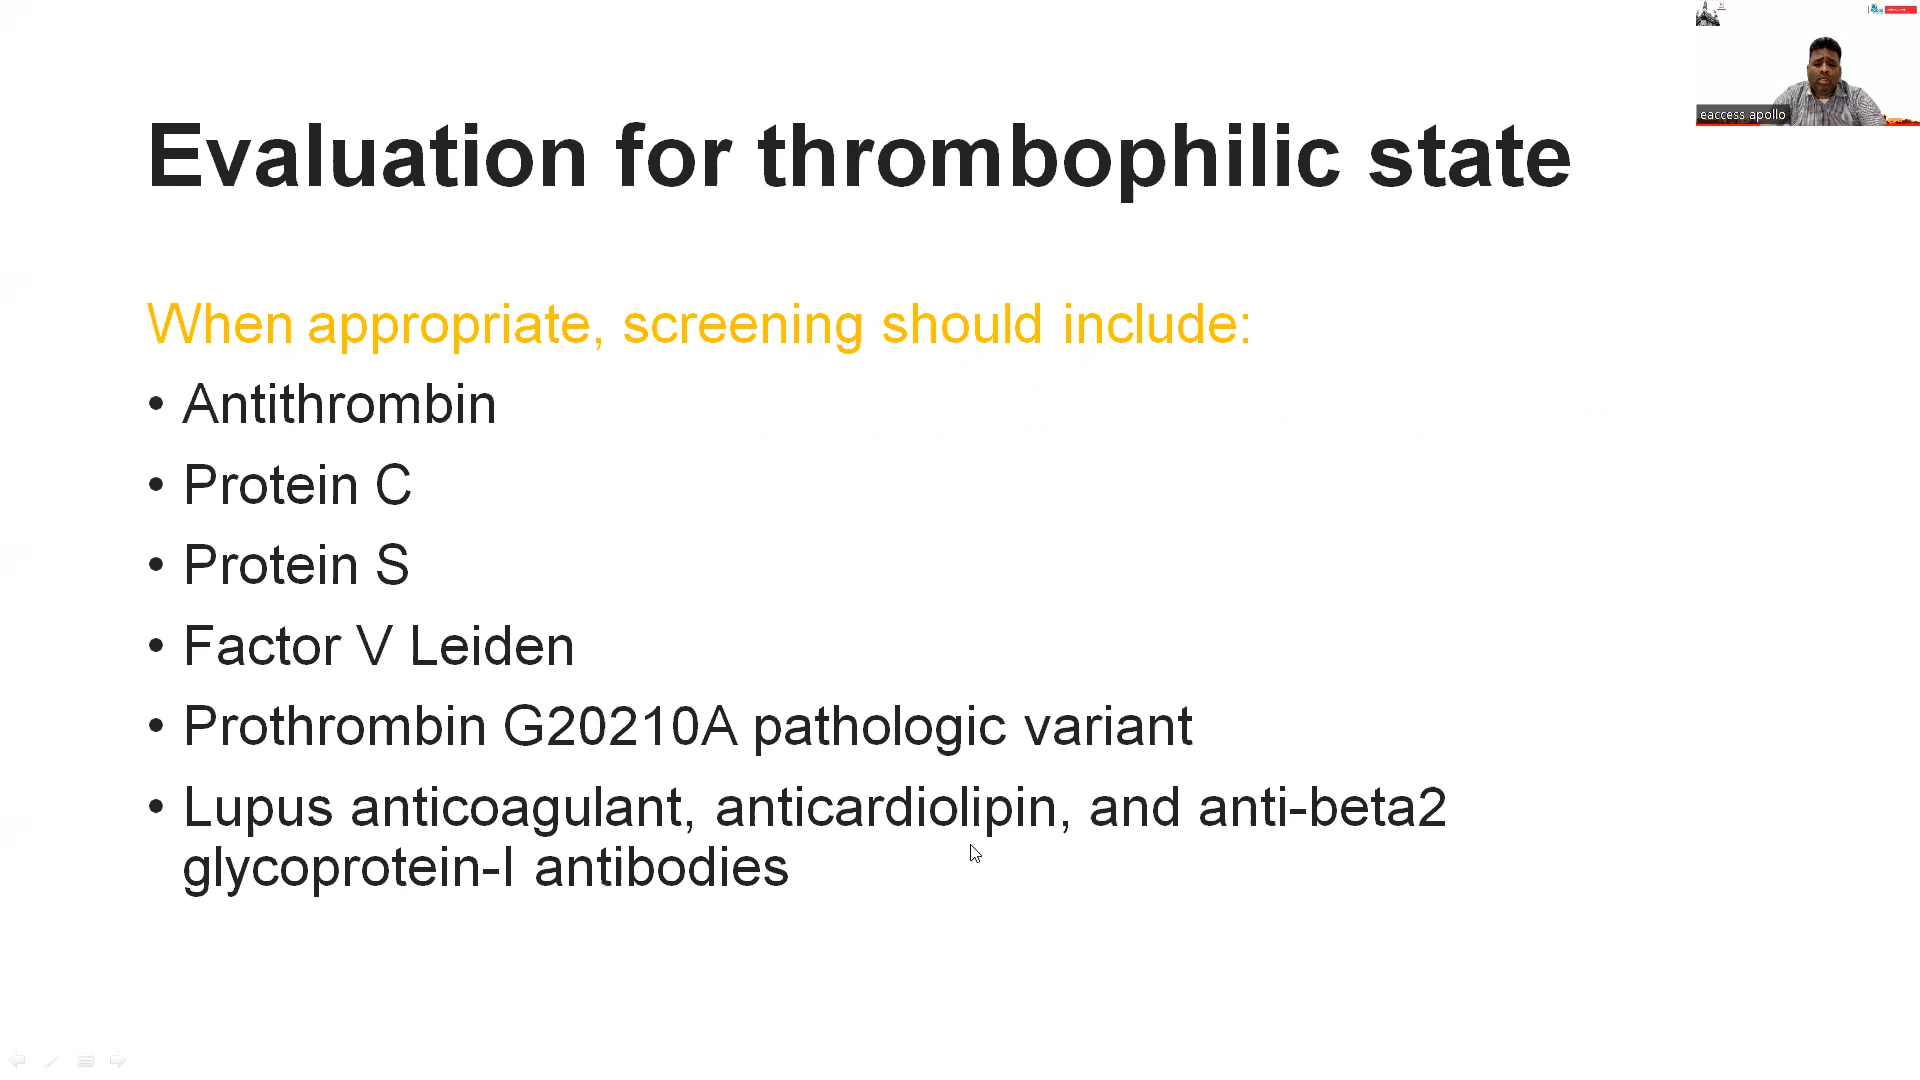 Evaluation for thrombophilic state
When appropriate, screening should include:
• Antithrombin
• Protein C
• Protein S
• Factor V Leiden
• Prothrombin G20210A pathologic variant
• Lupus anticoagulant, anticardiolipin, and anti-beta2
glycoprotein-I antibodies
eaccess apollo